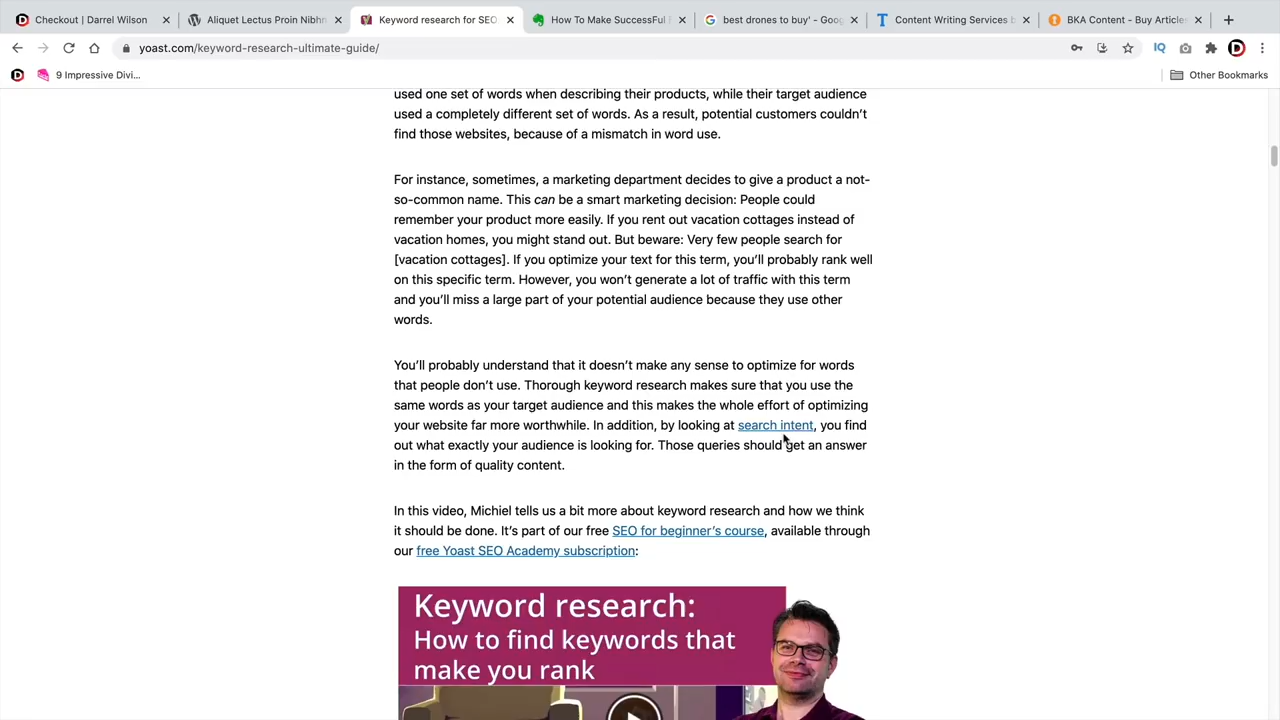 Checkout | Darrel Wilson
Aliquet Lectus Proin Nibhn
Keyword research for SEO
How To Make SuccessFul F
best drones to buy' - Goog
Content Writing Services b
BKA Content - Buy Article
yoast.com/keyword-research-ultimate-guide/
IQ
9 Impressive Divi...
Other Bookmarks
used one set of words when describing their products, while their target audience
used a completely different set of words. As a result, potential customers couldn't
find those websites, because of a mismatch in word use.
For instance, sometimes, a marketing department decides to give a product a not-
so-common name. This can be a smart marketing decision: People could
remember your product more easily. If you rent out vacation cottages instead of
vacation homes, you might stand out. But beware: Very few people search for
[vacation cottages]. If you optimize your text for this term, you'll probably rank well
on this specific term. However, you won't generate a lot of traffic with this term
and you'll miss a large part of your potential audience because they use other
words.
You'll probably understand that it doesn't make any sense to optimize for words
that people don't use. Thorough keyword research makes sure that you use the
same words as your target audience and this makes the whole effort of optimizing
your website far more worthwhile. In addition, by looking at search intent, you find
out what exactly your audience is looking for. Those queries should get an answer
in the form of quality content.
In this video, Michiel tells us a bit more about keyword research and how we think
it should be done. It's part of our free SEO for beginner's course, available through
our free Yoast SEO Academy subscription:
Keyword research:
How to find keywords that
make you rank